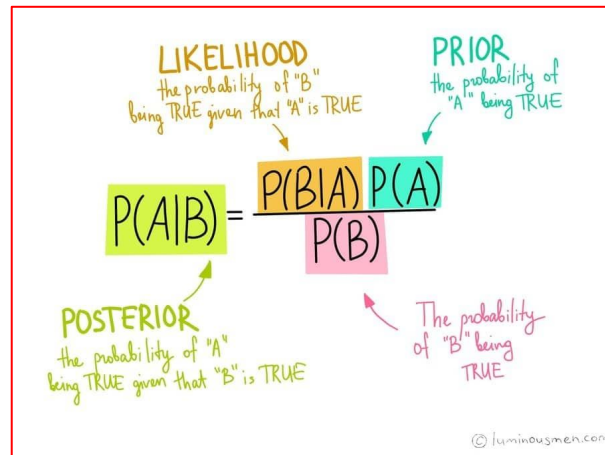 LIKELIHOOD
the probability of "B"
being TRUE given that "A" is TRUE
PRIOR
the probability of
"A" being TRUE
P(A|B) = P(B|A) P(A)
P(B)
POSTERIOR
the probability of "A"
being TRUE given that "B" is TRUE
The probability
of "B" being
TRUE
© luminousmen.com